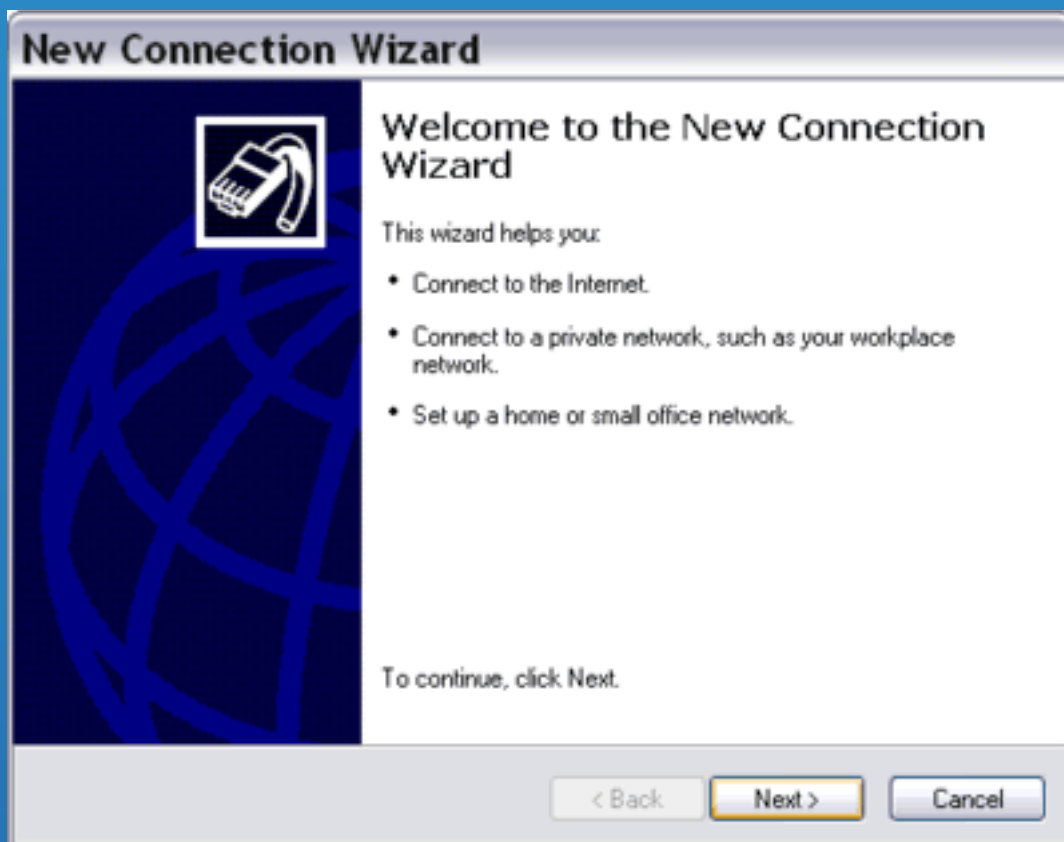 New Connection Wizard
Welcome to the New Connection
Wizard
This wizard helps you:
• Connect to the Internet.
• Connect to a private network, such as your workplace
network.
• Set up a home or small office network.
To continue, click Next.
< Back
Next >
Cancel